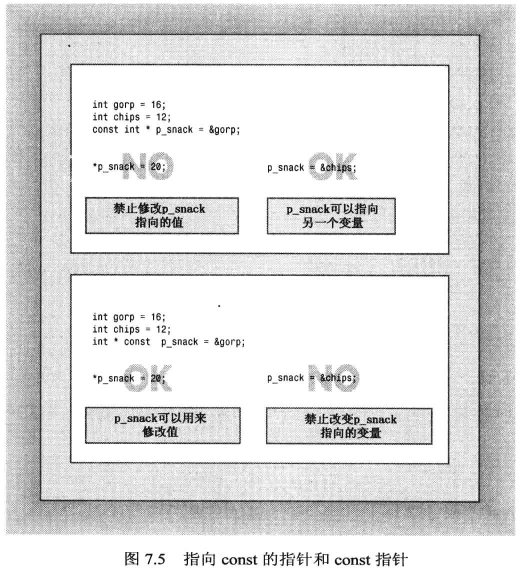 int gorp = 16;
int chips = 12;
const int * p_snack = &gorp;
NO
*p_snack = 20;
OK
p_snack = &chips;
禁止修改p_snack
指向的值
p_snack可以指向
另一个变量
int gorp = 16;
int chips = 12;
int * const  p_snack = &gorp;
OK
*p_snack = 20;
NO
p_snack = &chips;
p_snack可以用来
修改值
禁止改变p_snack
指向的变量
图 7.5 指向 const 的指针和 const 指针